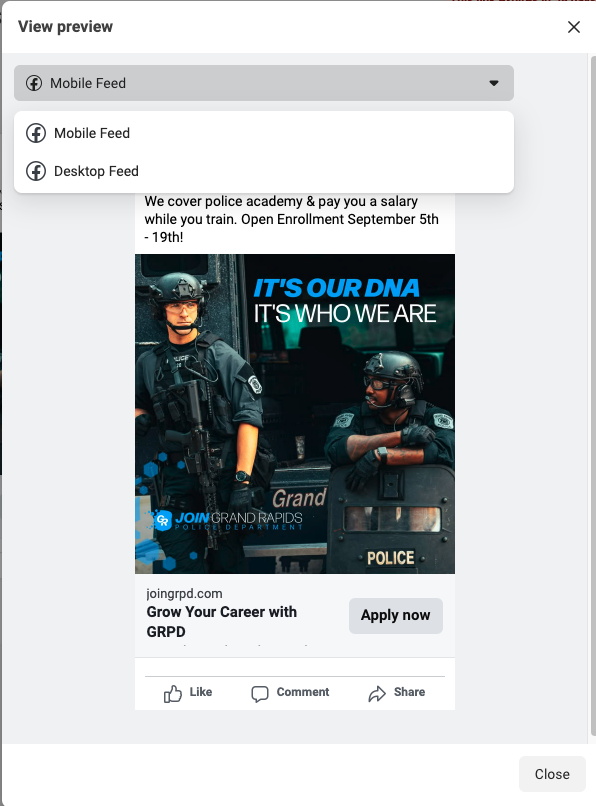 View preview
Mobile Feed
Mobile Feed
Desktop Feed
We cover police academy & pay you a salary
while you train. Open Enrollment September 5th
- 19th!
IT'S OUR DNA
IT'S WHO WE ARE
POLICE
Grand
GR JOIN GRAND RAPIDS
POLICE DEPARTMENT
POLICE
joingrpd.com
Grow Your Career with
GRPD
Apply now
Like
Comment
Share
Close